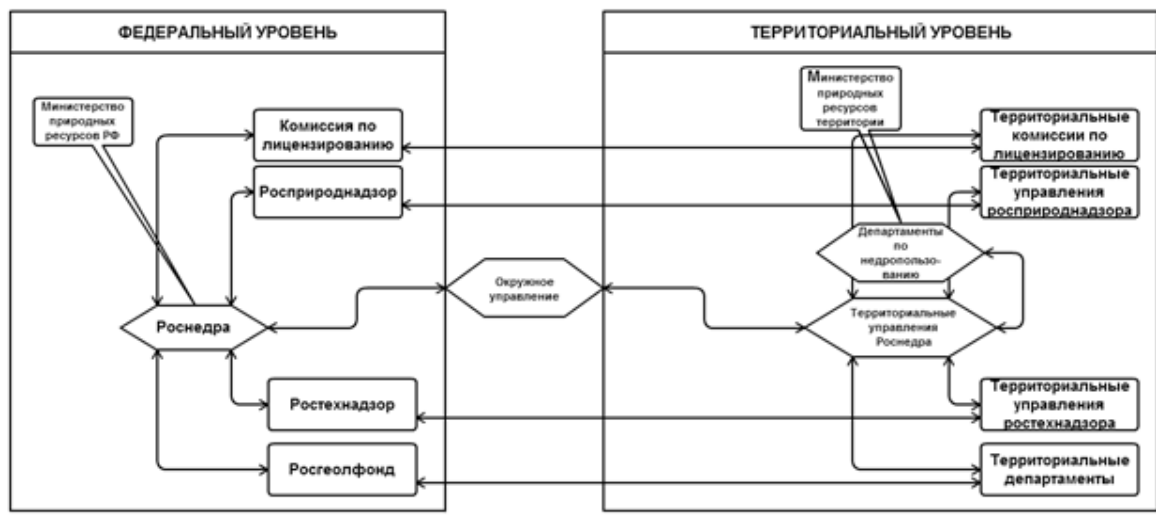 ФЕДЕРАЛЬНЫЙ УРОВЕНЬ
Министерство
природных
ресурсов РФ
Комиссия по
лицензированию
Росприроднадзор
Роснедра
Ростехнадзор
Росгеолфонд
Окружное
управление
ТЕРРИТОРИАЛЬНЫЙ УРОВЕНЬ
Министерство
природных
ресурсов
территории
Территориальные
комиссии по
лицензированию
Территориальные
управления
росприроднадзора
Департаменты
по
недропользо-
ванию
Территориальные
управления
Роснедра
Территориальные
управления
ростехнадзора
Территориальные
департаменты